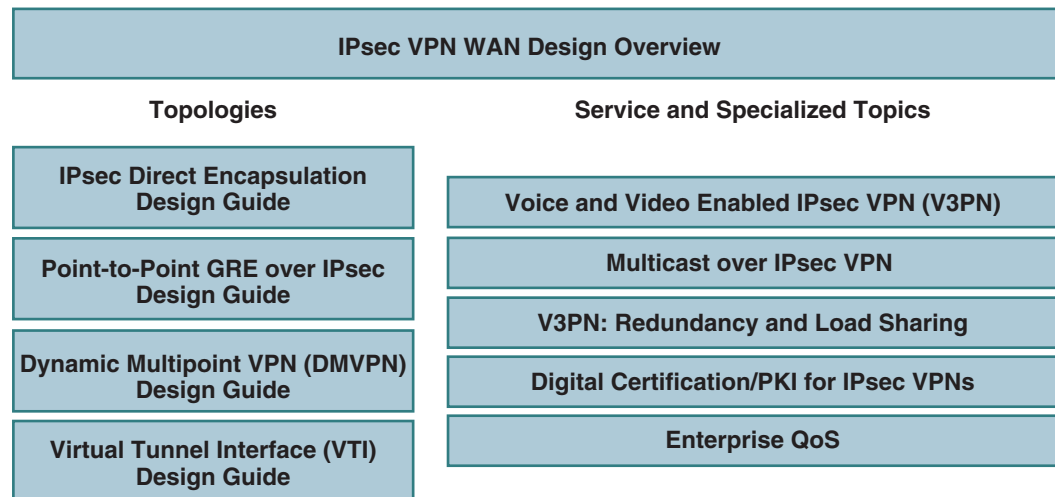 IPsec VPN WAN Design Overview
Topologies
IPsec Direct Encapsulation
Design Guide
Point-to-Point GRE over IPsec
Design Guide
Dynamic Multipoint VPN (DMVPN)
Design Guide
Virtual Tunnel Interface (VTI)
Design Guide
Service and Specialized Topics
Voice and Video Enabled IPsec VPN (V3PN)
Multicast over IPsec VPN
V3PN: Redundancy and Load Sharing
Digital Certification/PKI for IPsec VPNs
Enterprise QoS